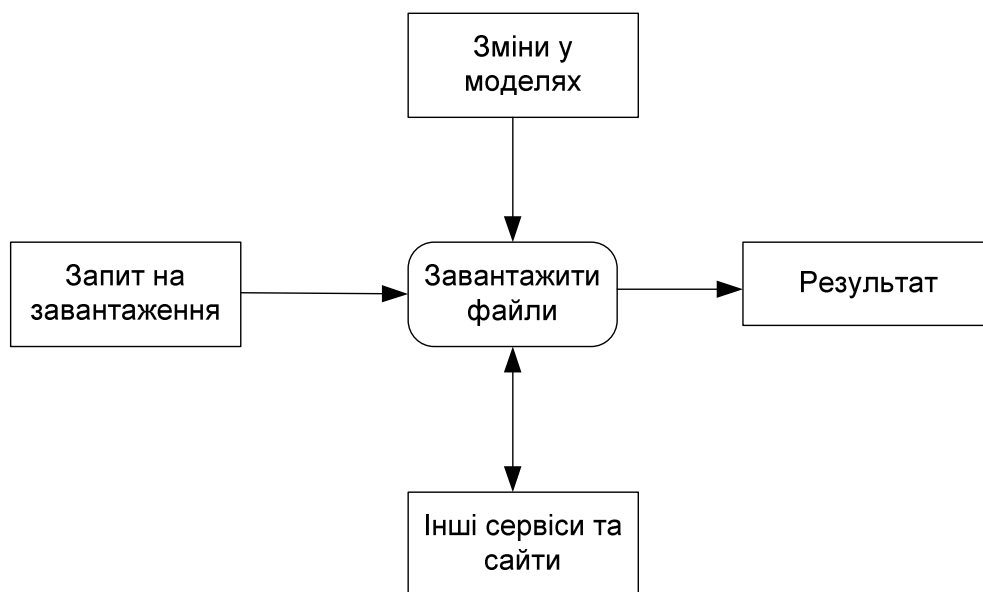 Зміни у
моделях
Запит на
завантаження
Завантажити
файли
Результат
Інші сервіси та
сайти